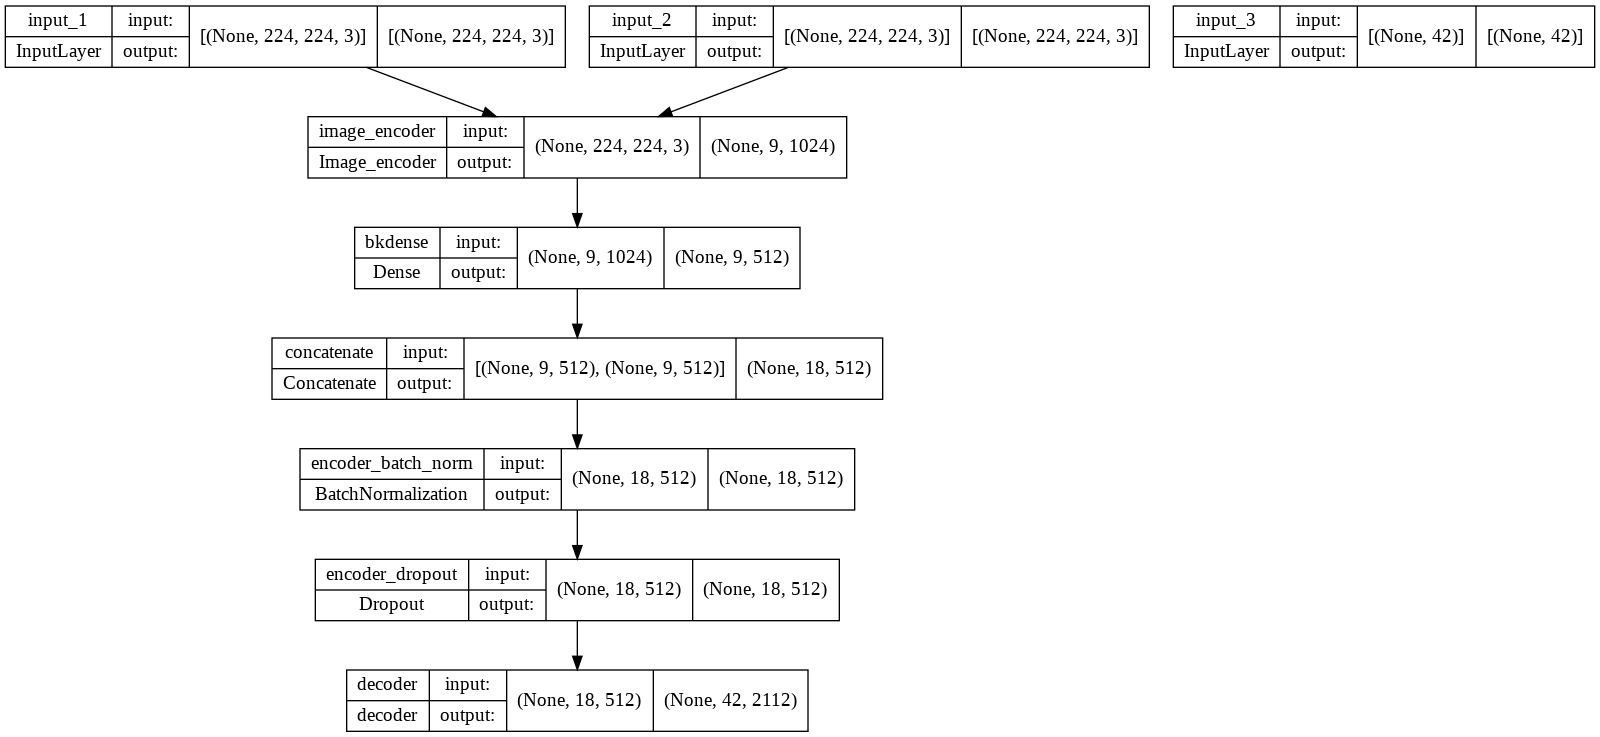 input_1 input: [(None, 224, 224, 3)] [(None, 224, 224, 3)]
InputLayer output:
input_2 input: [(None, 224, 224, 3)] [(None, 224, 224, 3)]
InputLayer output:
input_3 input: [(None, 42)] [(None, 42)]
InputLayer output:
image_encoder input: (None, 224, 224, 3) (None, 9, 1024)
Image_encoder output:
bkdense input: (None, 9, 1024) (None, 9, 512)
Dense output:
concatenate input: [(None, 9, 512), (None, 9, 512)] (None, 18, 512)
Concatenate output:
encoder_batch_norm input: (None, 18, 512) (None, 18, 512)
BatchNormalization output:
encoder_dropout input: (None, 18, 512) (None, 18, 512)
Dropout output:
decoder input: (None, 18, 512) (None, 42, 2112)
decoder output: